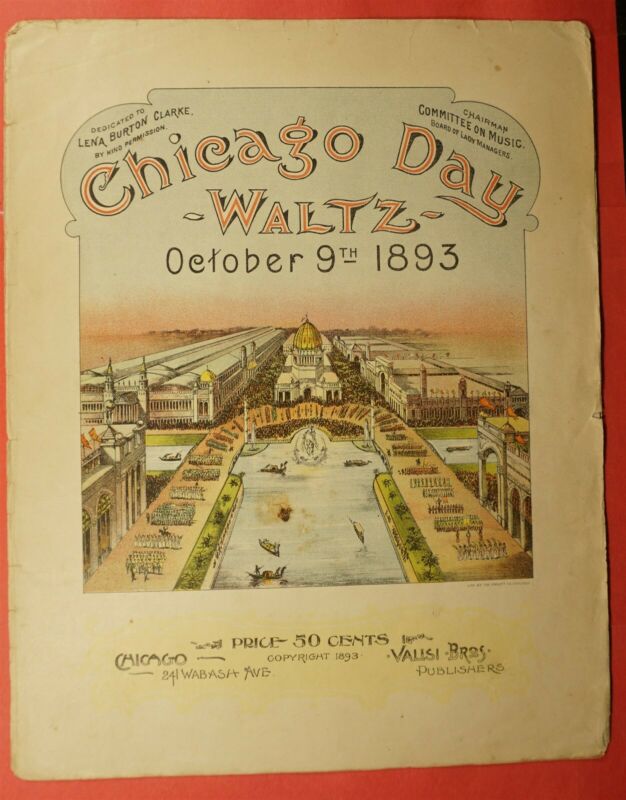 DEDICATED TO
LENA BURTON CLARKE.
BY KIND PERMISSION.
CHAIRMAN
COMMITTEE ON MUSIC.
BOARD OF LADY MANAGERS.
Chicago Day
-WALTZ-
October 9TH 1893
PRICE 50 CENTS
CHICAGO
COPYRIGHT 1893
VALISI BROS.
241 WABASH AVE.
PUBLISHERS